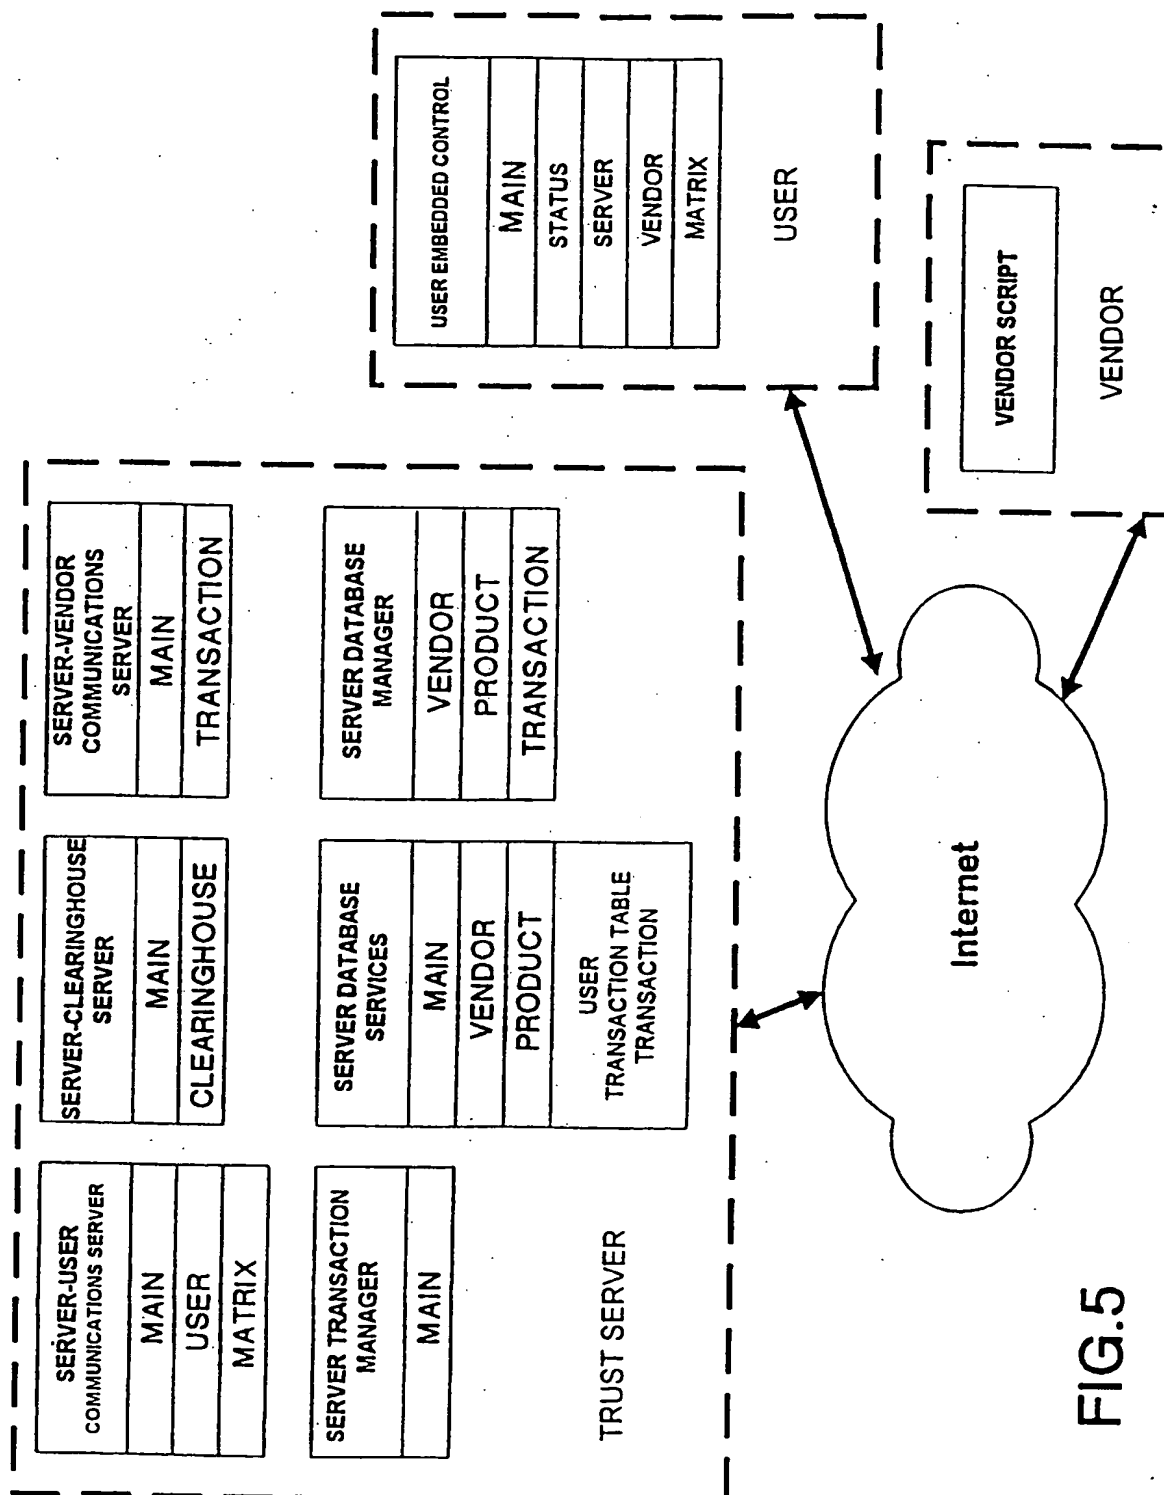 SERVER-USER
COMMUNICATIONS SERVER
MAIN
USER
MATRIX
SERVER-CLEARINGHOUSE
SERVER
MAIN
CLEARINGHOUSE
SERVER-VENDOR
COMMUNICATIONS
SERVER
MAIN
TRANSACTION
SERVER TRANSACTION
MANAGER
MAIN
SERVER DATABASE
SERVICES
MAIN
VENDOR
PRODUCT
USER
TRANSACTION TABLE
TRANSACTION
SERVER DATABASE
MANAGER
VENDOR
PRODUCT
TRANSACTION
TRUST SERVER
USER EMBEDDED CONTROL
MAIN
STATUS
SERVER
VENDOR
MATRIX
USER
Internet
VENDOR SCRIPT
VENDOR
FIG.5